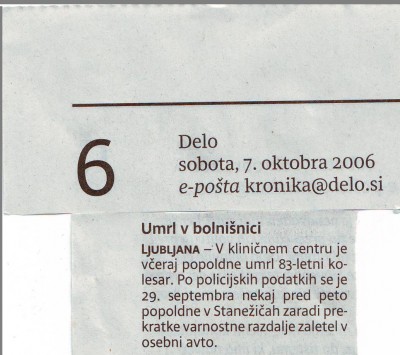 6
Delo
sobota, 7. oktobra 2006
e-pošta kronika@delo.si
Umrl v bolnišnici
LJUBLJANA – V kliničnem centru je
včeraj popoldne umrl 83-letni ko-
lesar. Po policijskih podatkih se je
29. septembra nekaj pred peto
popoldne v Stanežičah zaradi pre-
kratke varnostne razdalje zaletel v
osebni avto.